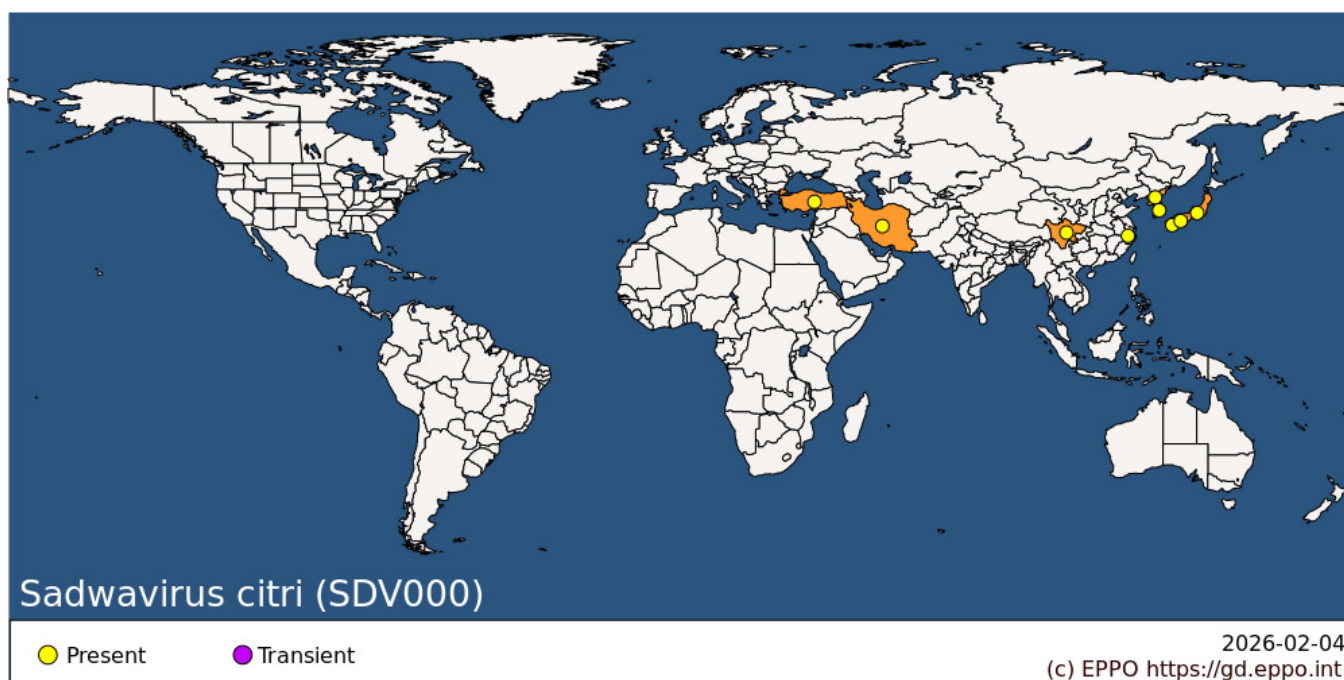 Sadwavirus citri (SDV000)
Present
Transient
2026-02-04
(c) EPPO https://gd.eppo.int